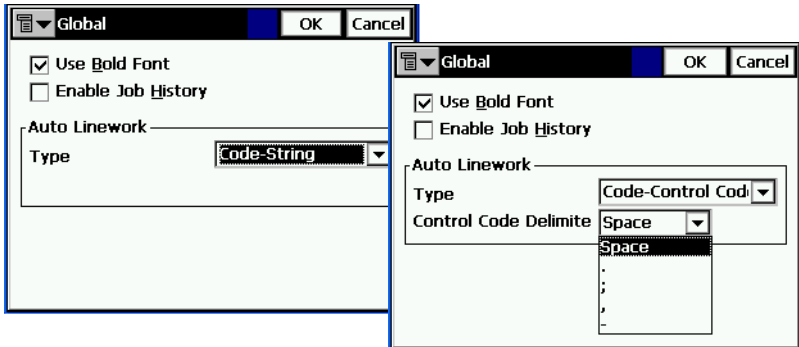 Global OK Cancel
Use Bold Font
Enable Job History
Auto Linework
Type Code-String
Global OK Cancel
Use Bold Font
Enable Job History
Auto Linework
Type Code-Control Cod
Control Code Delimite Space
Space
.
;
,
-